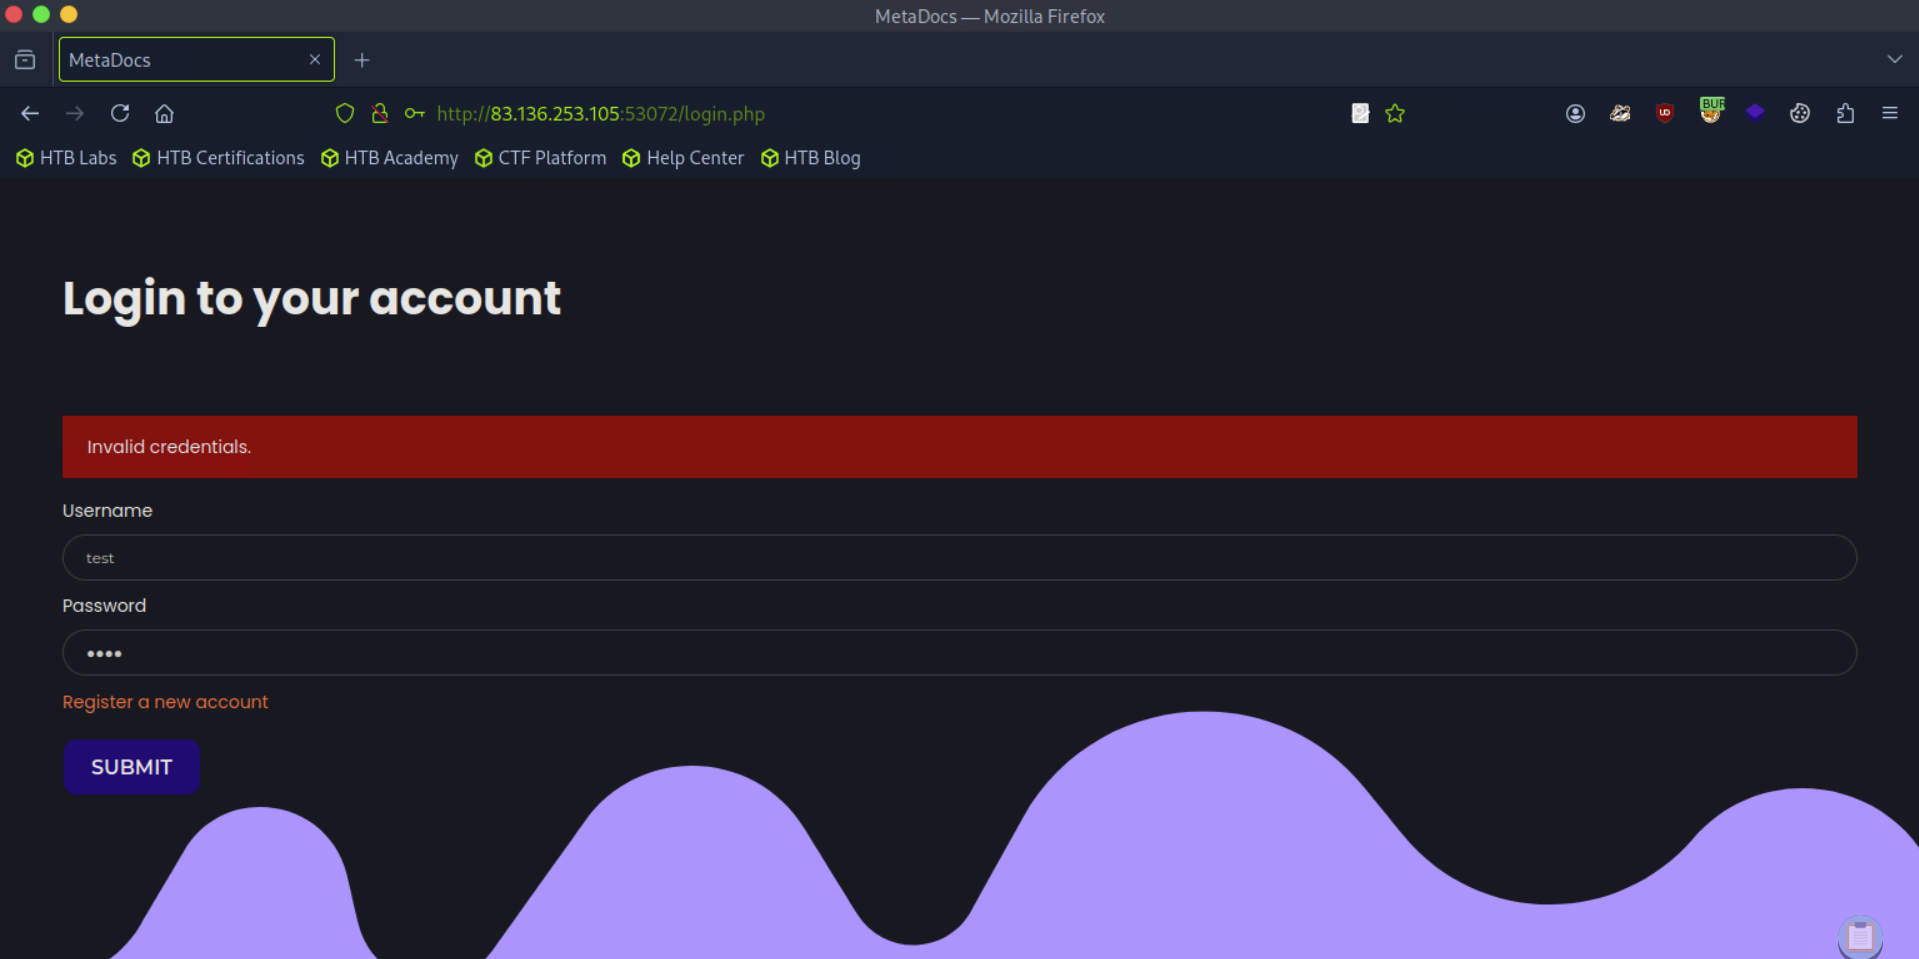 MetaDocs — Mozilla Firefox
MetaDocs
http://83.136.253.105:53072/login.php
UD
BUR
HTB Labs HTB Certifications HTB Academy CTF Platform Help Center HTB Blog
Login to your account
Invalid credentials.
Username
test
Password
Register a new account
SUBMIT